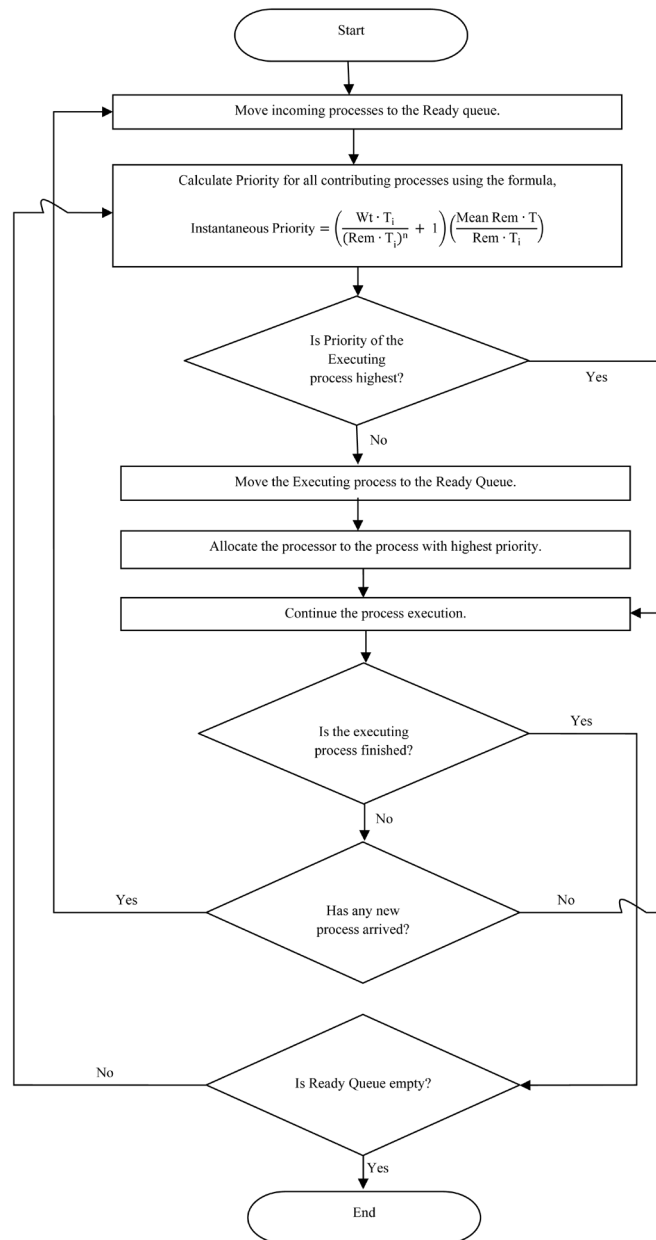 Start
Move incoming processes to the Ready queue.
Calculate Priority for all contributing processes using the formula,
Instantaneous Priority = (Wt · Tᵢ / (Rem · Tᵢ)ⁿ + 1) (Mean Rem · T / Rem · Tᵢ)
Is Priority of the
Executing
process highest?
Yes
No
Move the Executing process to the Ready Queue.
Allocate the processor to the process with highest priority.
Continue the process execution.
Is the executing
process finished?
Yes
No
Has any new
process arrived?
Yes
No
Is Ready Queue empty?
No
Yes
End